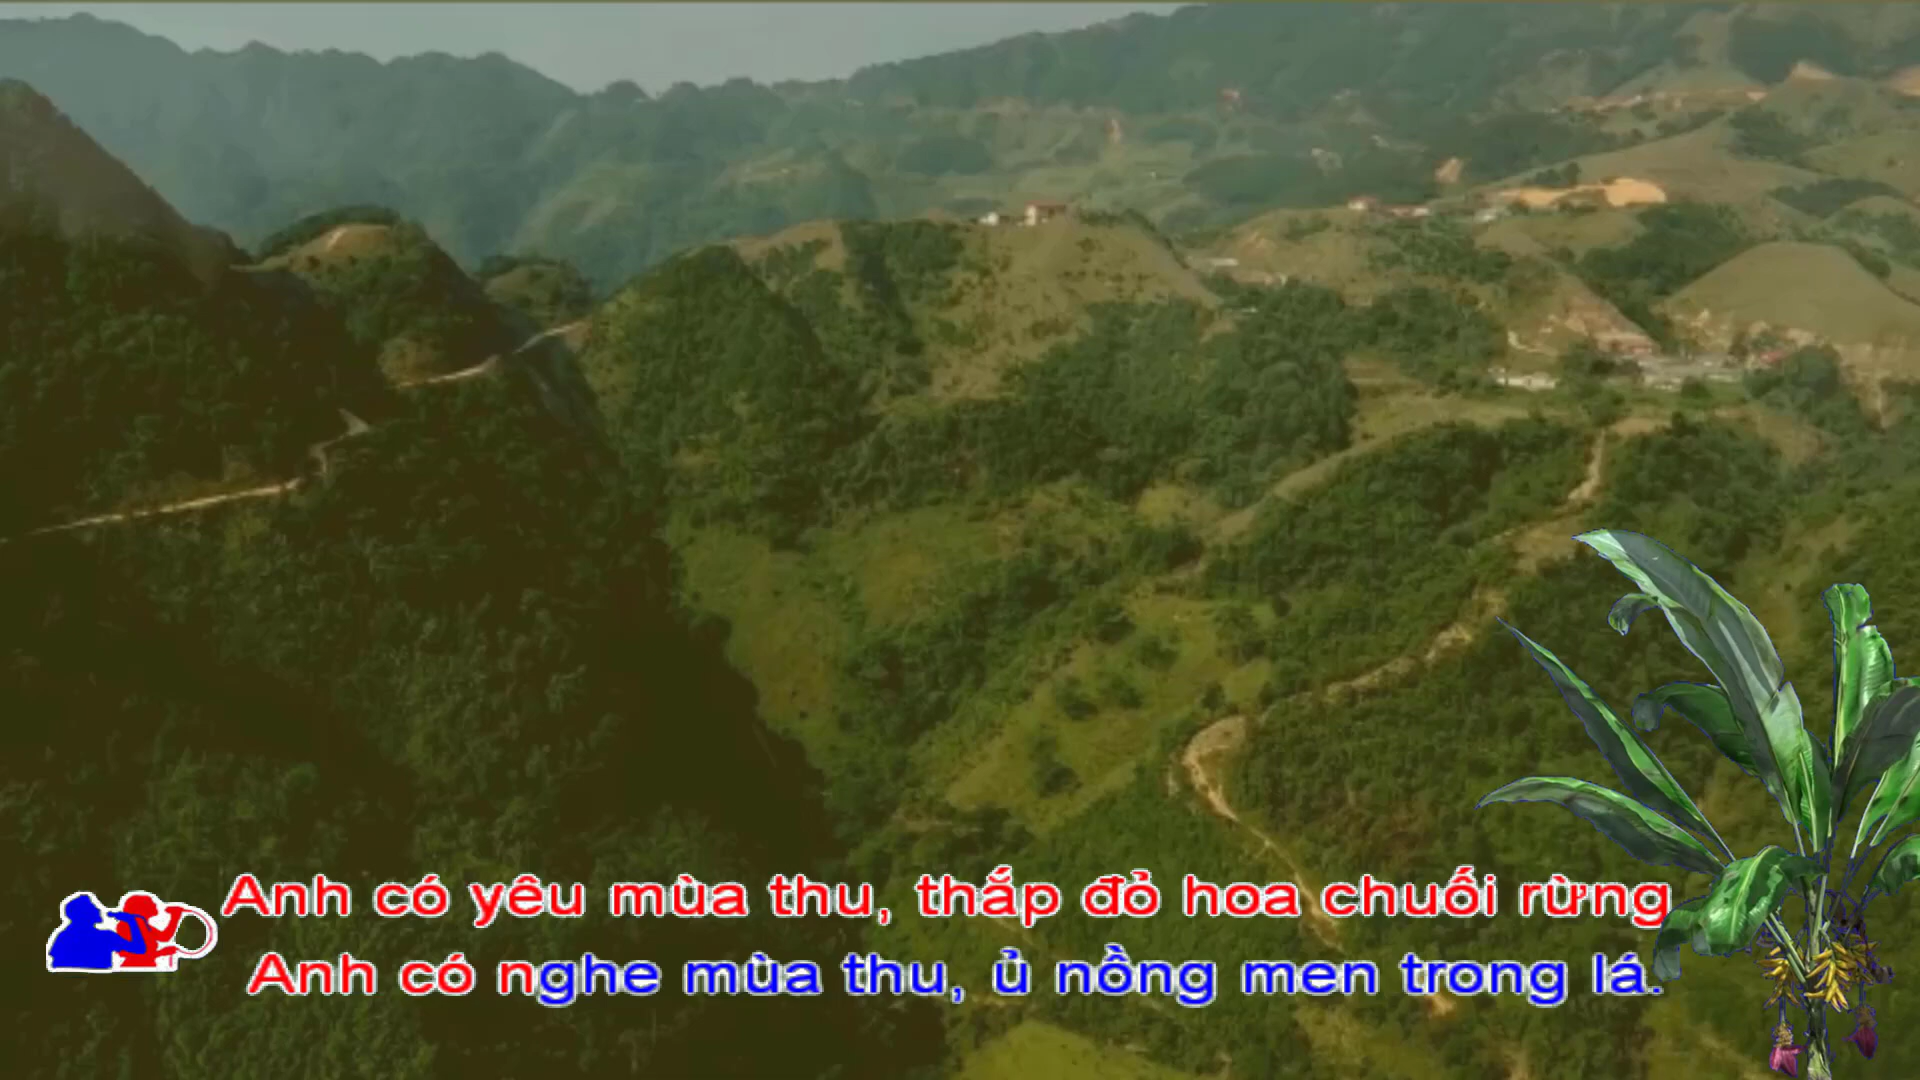 Anh có yêu mùa thu, thắp đỏ hoa chuối rừng
Anh có nghe mùa thu, ủ nồng men trong lá.